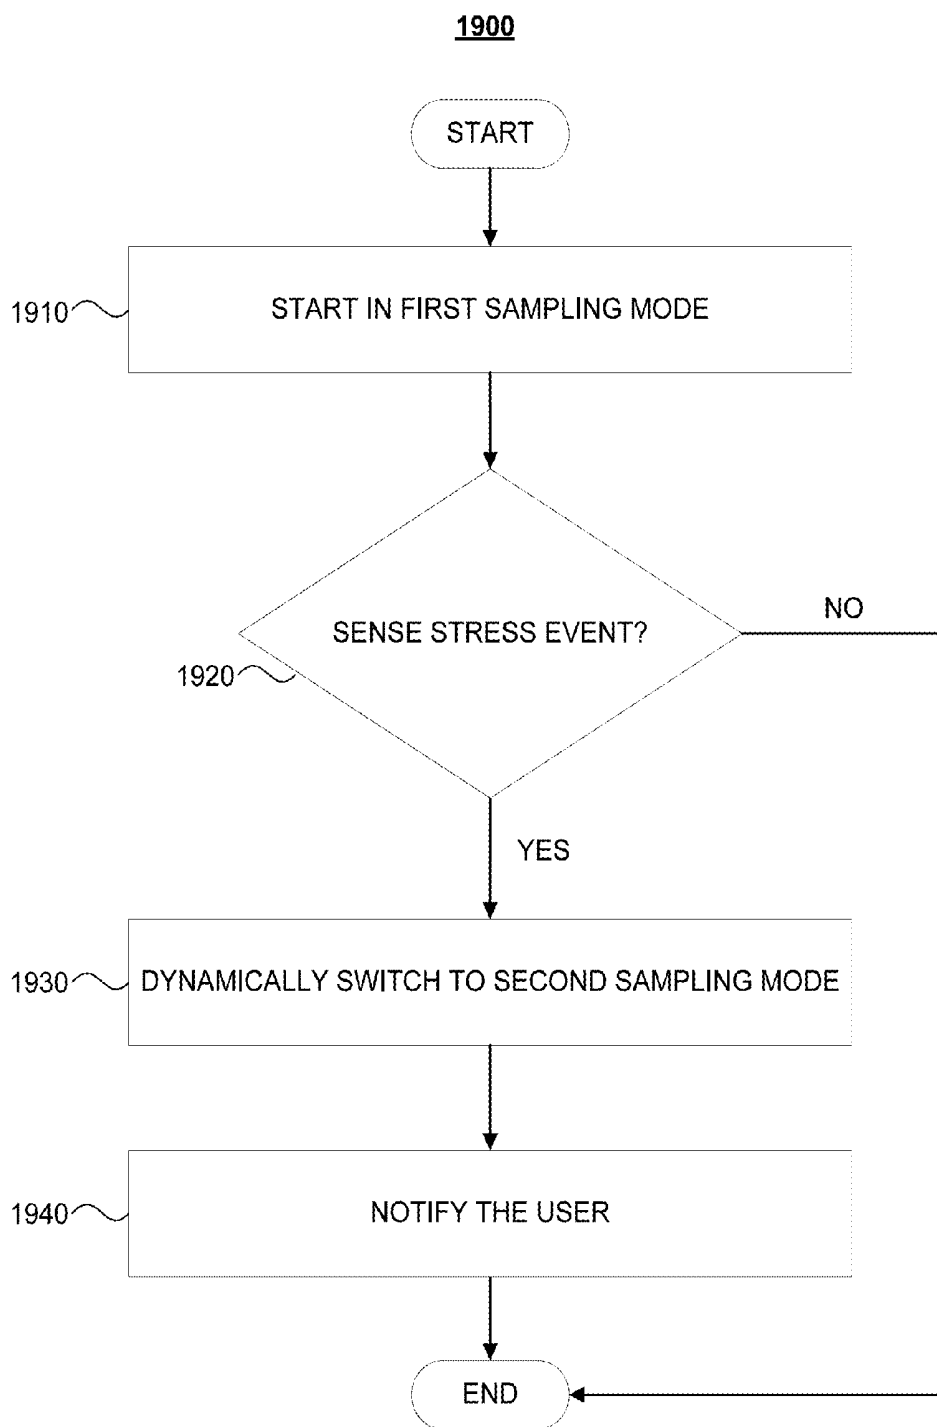 1900
START
1910
START IN FIRST SAMPLING MODE
NO
SENSE STRESS EVENT?
1920
YES
1930
DYNAMICALLY SWITCH TO SECOND SAMPLING MODE
1940
NOTIFY THE USER
END